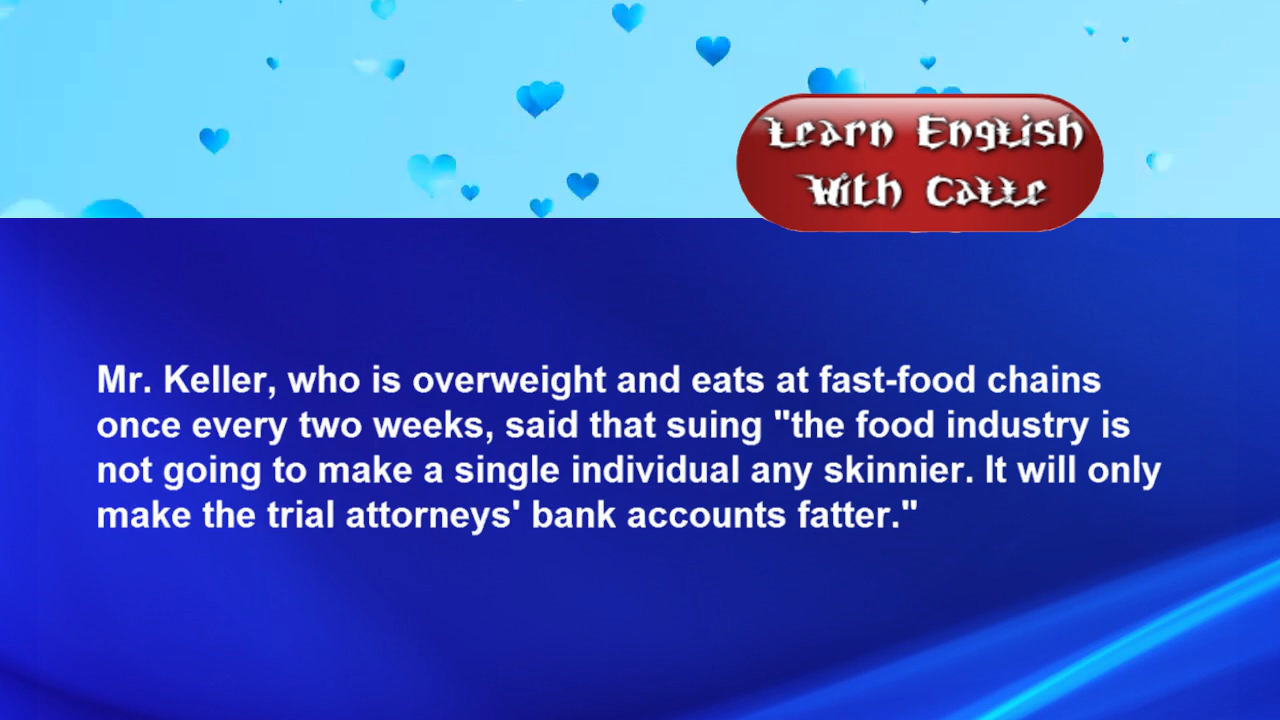 Learn English
With Catte
Mr. Keller, who is overweight and eats at fast-food chains
once every two weeks, said that suing "the food industry is
not going to make a single individual any skinnier. It will only
make the trial attorneys' bank accounts fatter."